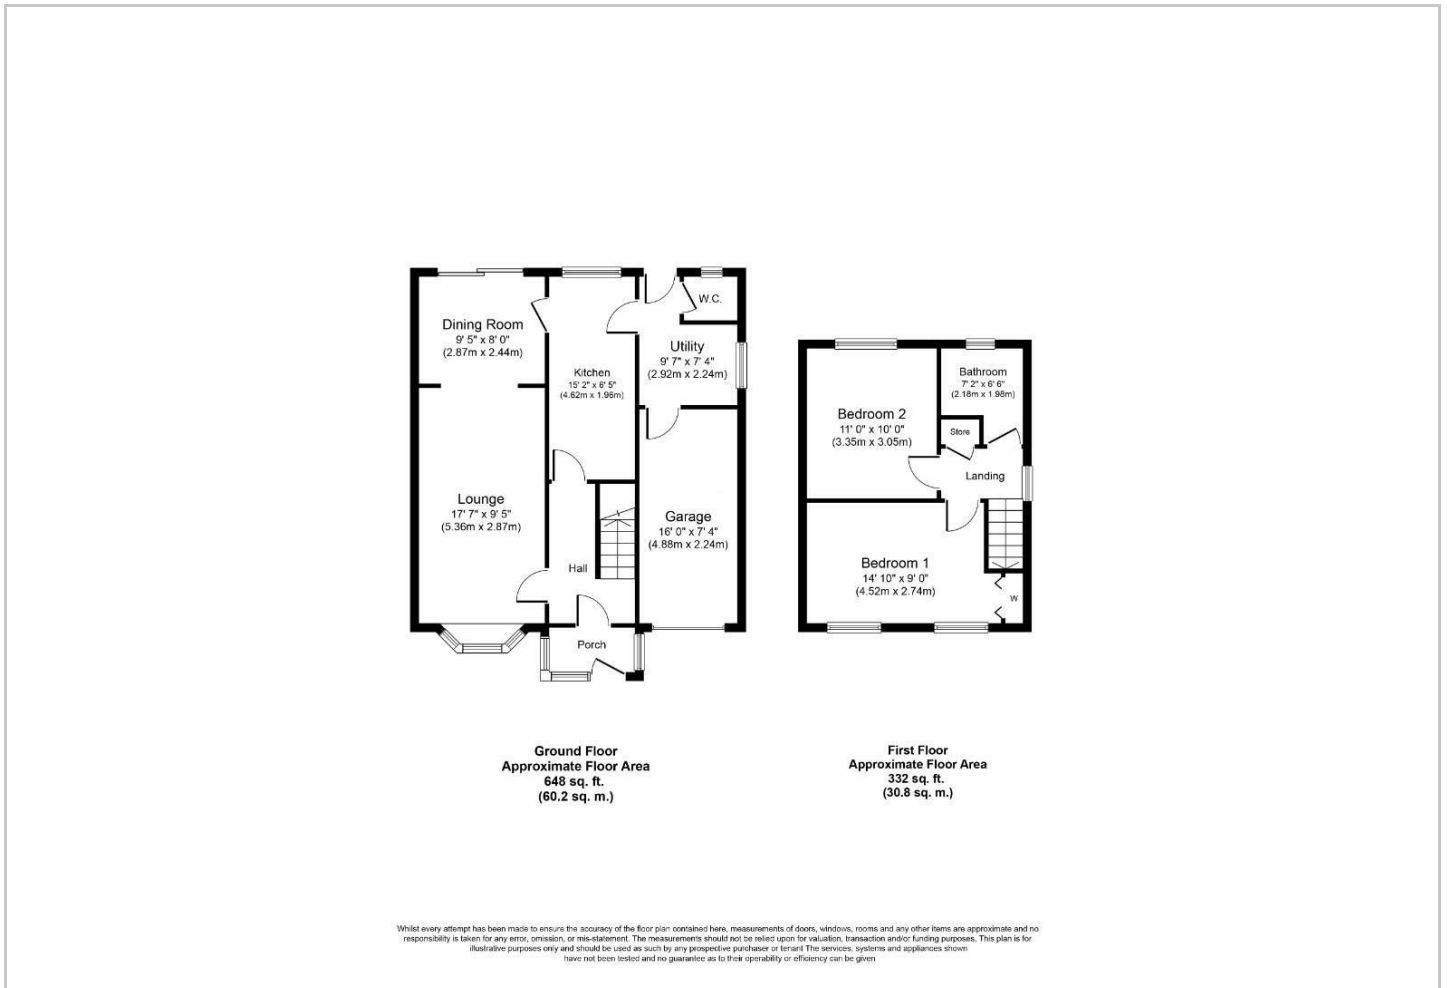 Dining Room
9' 5" x 8' 0"
(2.87m x 2.44m)
Kitchen
15' 2" x 6' 5"
(4.62m x 1.96m)
W.C.
Utility
9' 7" x 7' 4"
(2.92m x 2.24m)
Lounge
17' 7" x 9' 5"
(5.36m x 2.87m)
Garage
16' 0" x 7' 4"
(4.88m x 2.24m)
Hall
Porch
Bathroom
7' 2" x 6' 6"
(2.18m x 1.98m)
Bedroom 2
11' 0" x 10' 0"
(3.35m x 3.05m)
Store
Landing
Bedroom 1
14' 10" x 9' 0"
(4.52m x 2.74m)
W
Ground Floor
Approximate Floor Area
648 sq. ft.
(60.2 sq. m.)
First Floor
Approximate Floor Area
332 sq. ft.
(30.8 sq. m.)
Whilst every attempt has been made to ensure the accuracy of the floor plan contained here, measurements of doors, windows, rooms and any other items are approximate and no
responsibility is taken for any error, omission, or mis-statement. The measurements should not be relied upon for valuation, transaction and/or funding purposes. This plan is for
illustrative purposes only and should be used as such by any prospective purchaser or tenant The services, systems and appliances shown
have not been tested and no guarantee as to their operability or efficiency can be given